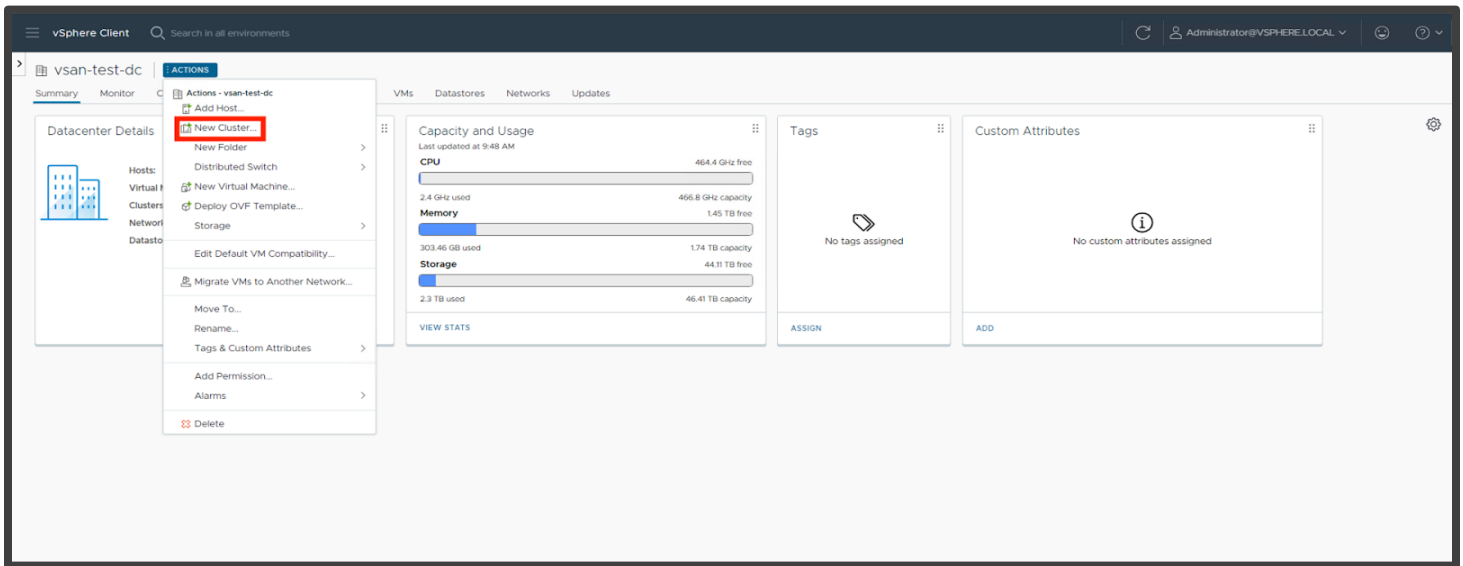 vSphere Client
Search in all environments
Administrator@VSPHERE.LOCAL
vsan-test-dc
ACTIONS
Summary
Monitor
C
VMs
Datastores
Networks
Updates
Actions - vsan-test-dc
Add Host...
New Cluster...
New Folder
Distributed Switch
New Virtual Machine...
Deploy OVF Template...
Storage
Edit Default VM Compatibility...
Migrate VMs to Another Network...
Move To...
Rename...
Tags & Custom Attributes
Add Permission...
Alarms
Delete
Datacenter Details
Hosts:
Virtual
Clusters
Networ
Datasto
Capacity and Usage
Last updated at 9:48 AM
CPU
464.4 GHz free
2.4 GHz used
466.8 GHz capacity
Memory
1.45 TB free
303.46 GB used
1.74 TB capacity
Storage
44.11 TB free
2.3 TB used
46.41 TB capacity
VIEW STATS
Tags
No tags assigned
ASSIGN
Custom Attributes
No custom attributes assigned
ADD